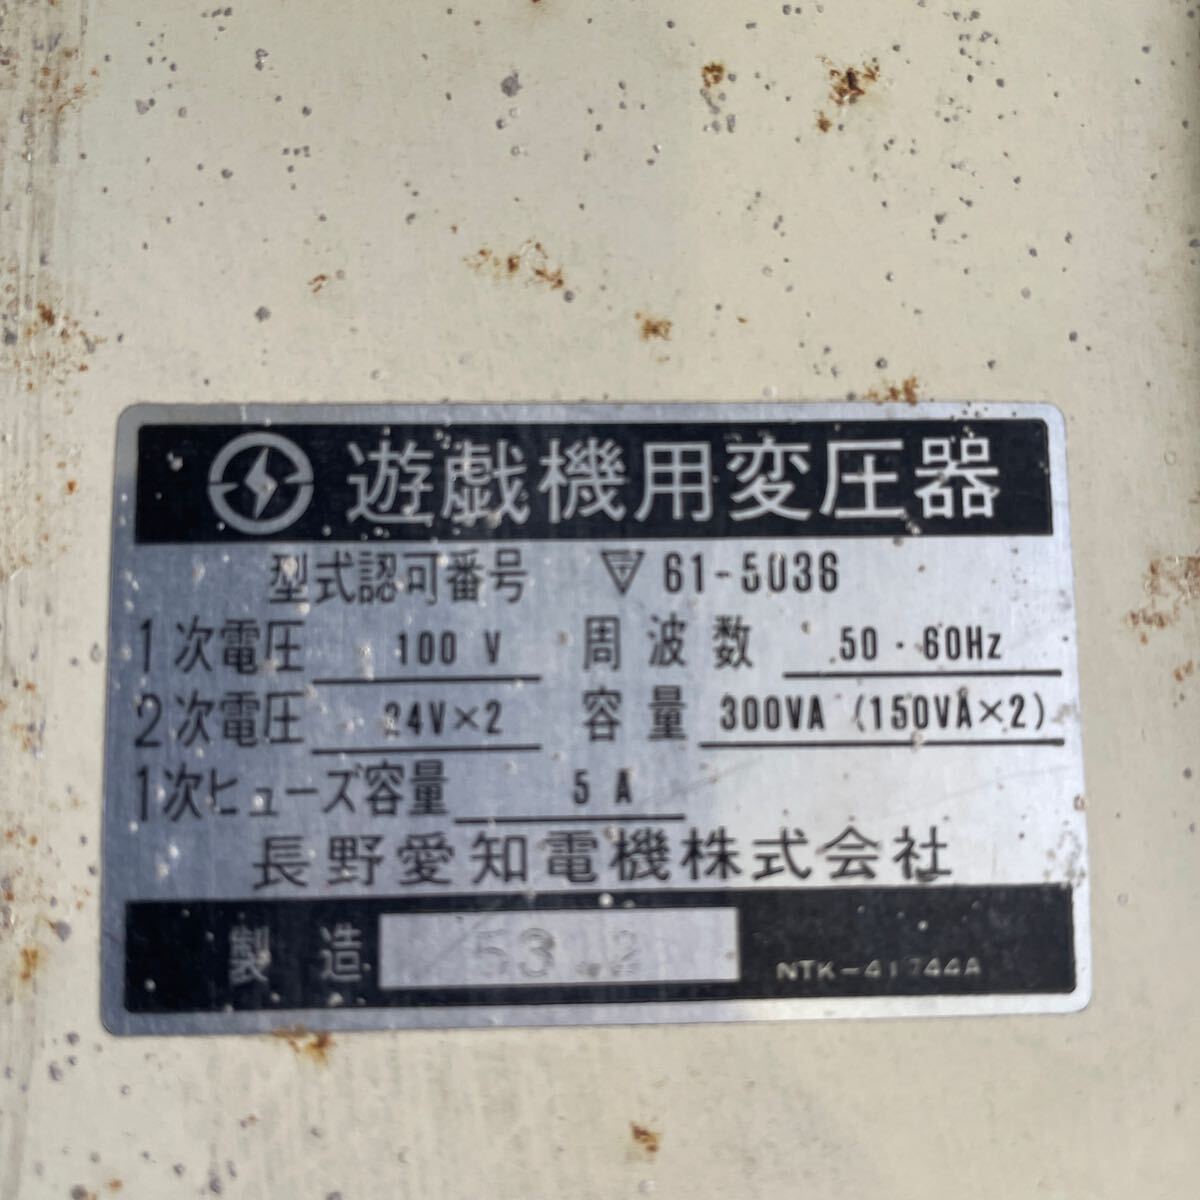 遊戯機用変圧器
型式認可番号 61-5036
1次電圧 100 V 周波数 50・60Hz
2次電圧 24V×2 容量 300VA (150VA×2)
1次ヒューズ容量 5 A
長野愛知電機株式会社
製造 53.12
NTK-41744A